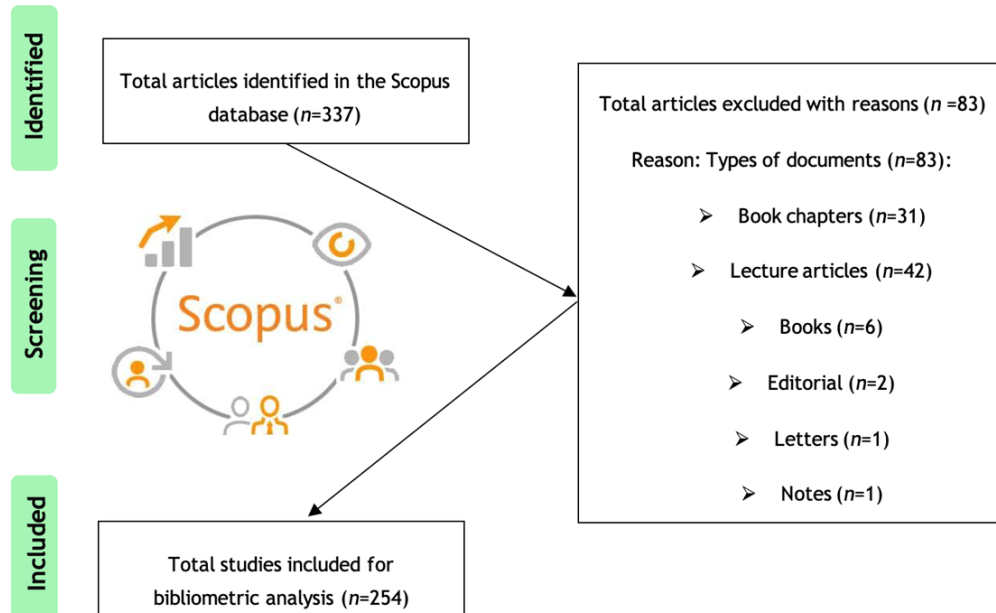 Identified
Total articles identified in the Scopus
database (n=337)
Total articles excluded with reasons (n =83)
Reason: Types of documents (n=83):
➢ Book chapters (n=31)
➢ Lecture articles (n=42)
➢ Books (n=6)
➢ Editorial (n=2)
➢ Letters (n=1)
➢ Notes (n=1)
Screening
Scopus®
Included
Total studies included for
bibliometric analysis (n=254)